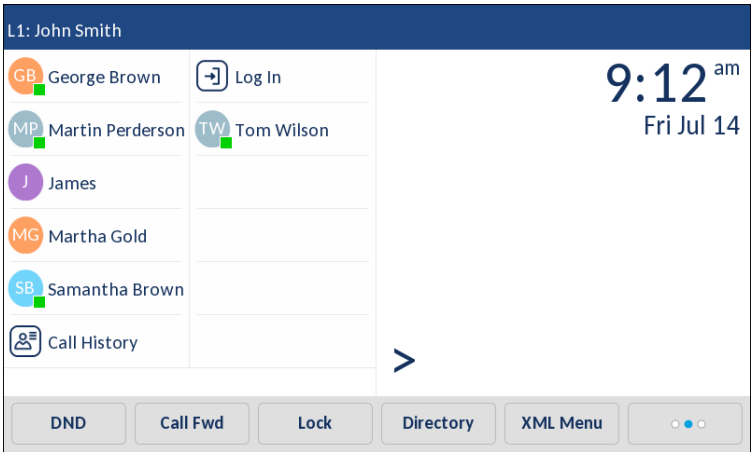 L1: John Smith
GB George Brown
MP Martin Perderson
J James
MG Martha Gold
SB Samantha Brown
Call History
Log In
TW Tom Wilson
9:12 am
Fri Jul 14
>
DND
Call Fwd
Lock
Directory
XML Menu